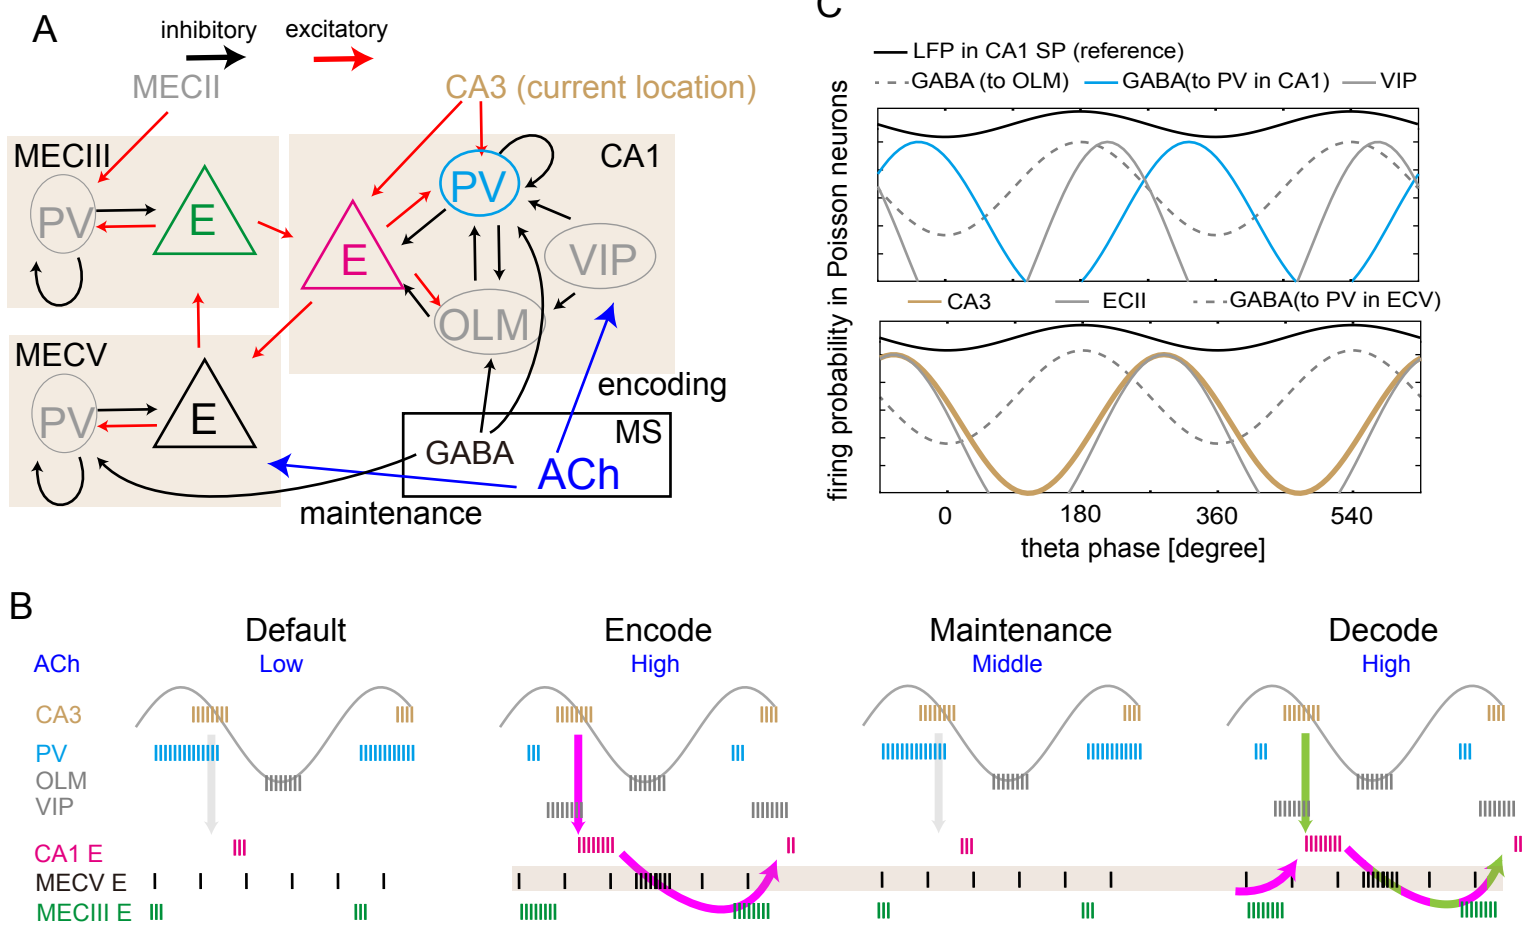 A
inhibitory excitatory
MECII
CA3 (current location)
MECIII
PV
E
CA1
PV
E
VIP
OLM
MECV
PV
E
encoding
MS
GABA
ACh
maintenance
C
LFP in CA1 SP (reference)
GABA (to OLM) GABA(to PV in CA1) VIP
CA3 ECII GABA(to PV in ECV)
firing probability in Poisson neurons
0 180 360 540
theta phase [degree]
B
Default Encode Maintenance Decode
ACh Low High Middle High
CA3
PV
OLM
VIP
CA1 E
MECV E
MECIII E